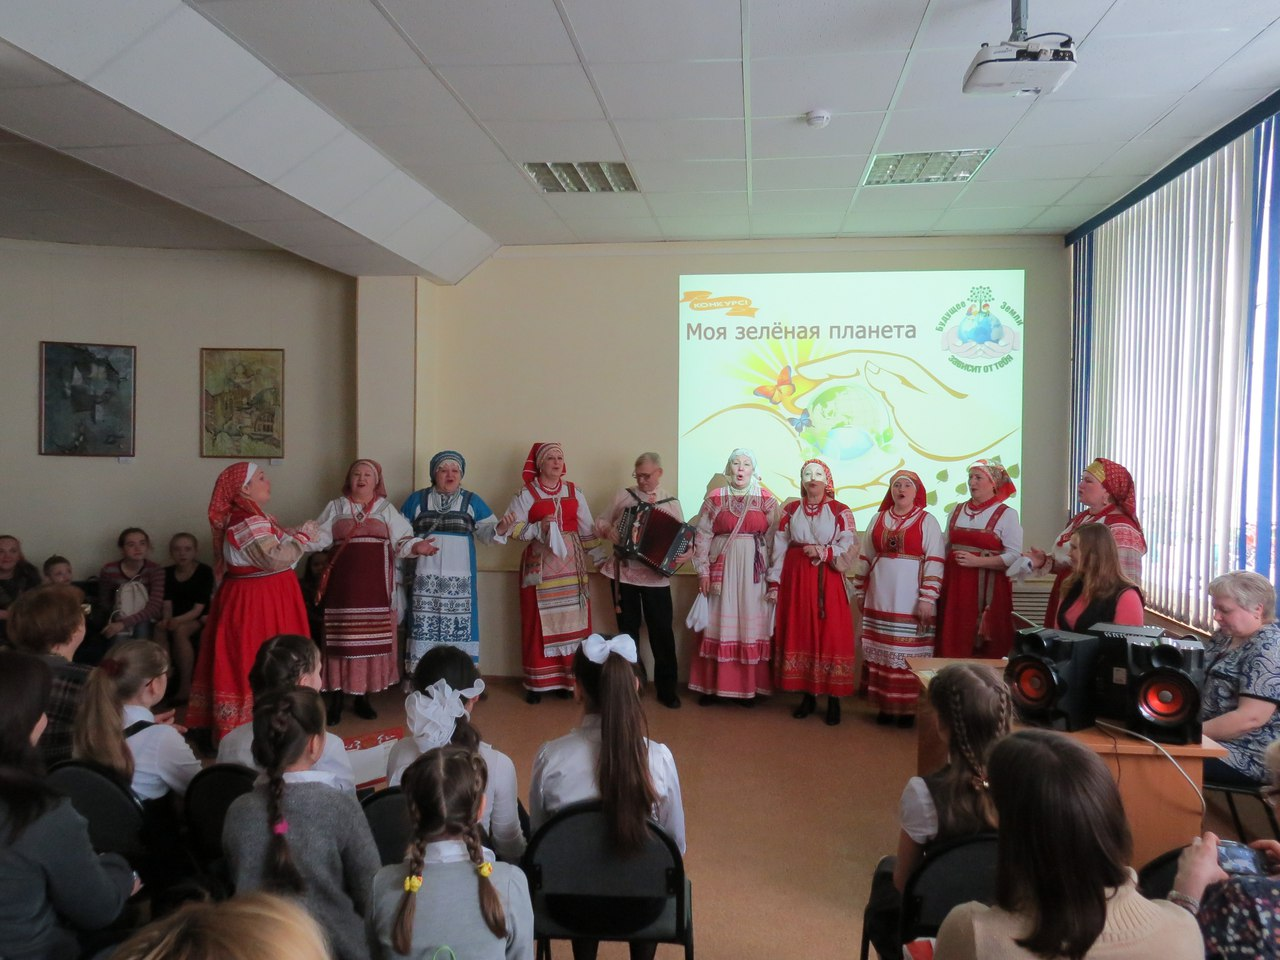 КОНКУРС!
Моя зелёная планета
Будущее Земли
зависит от тебя